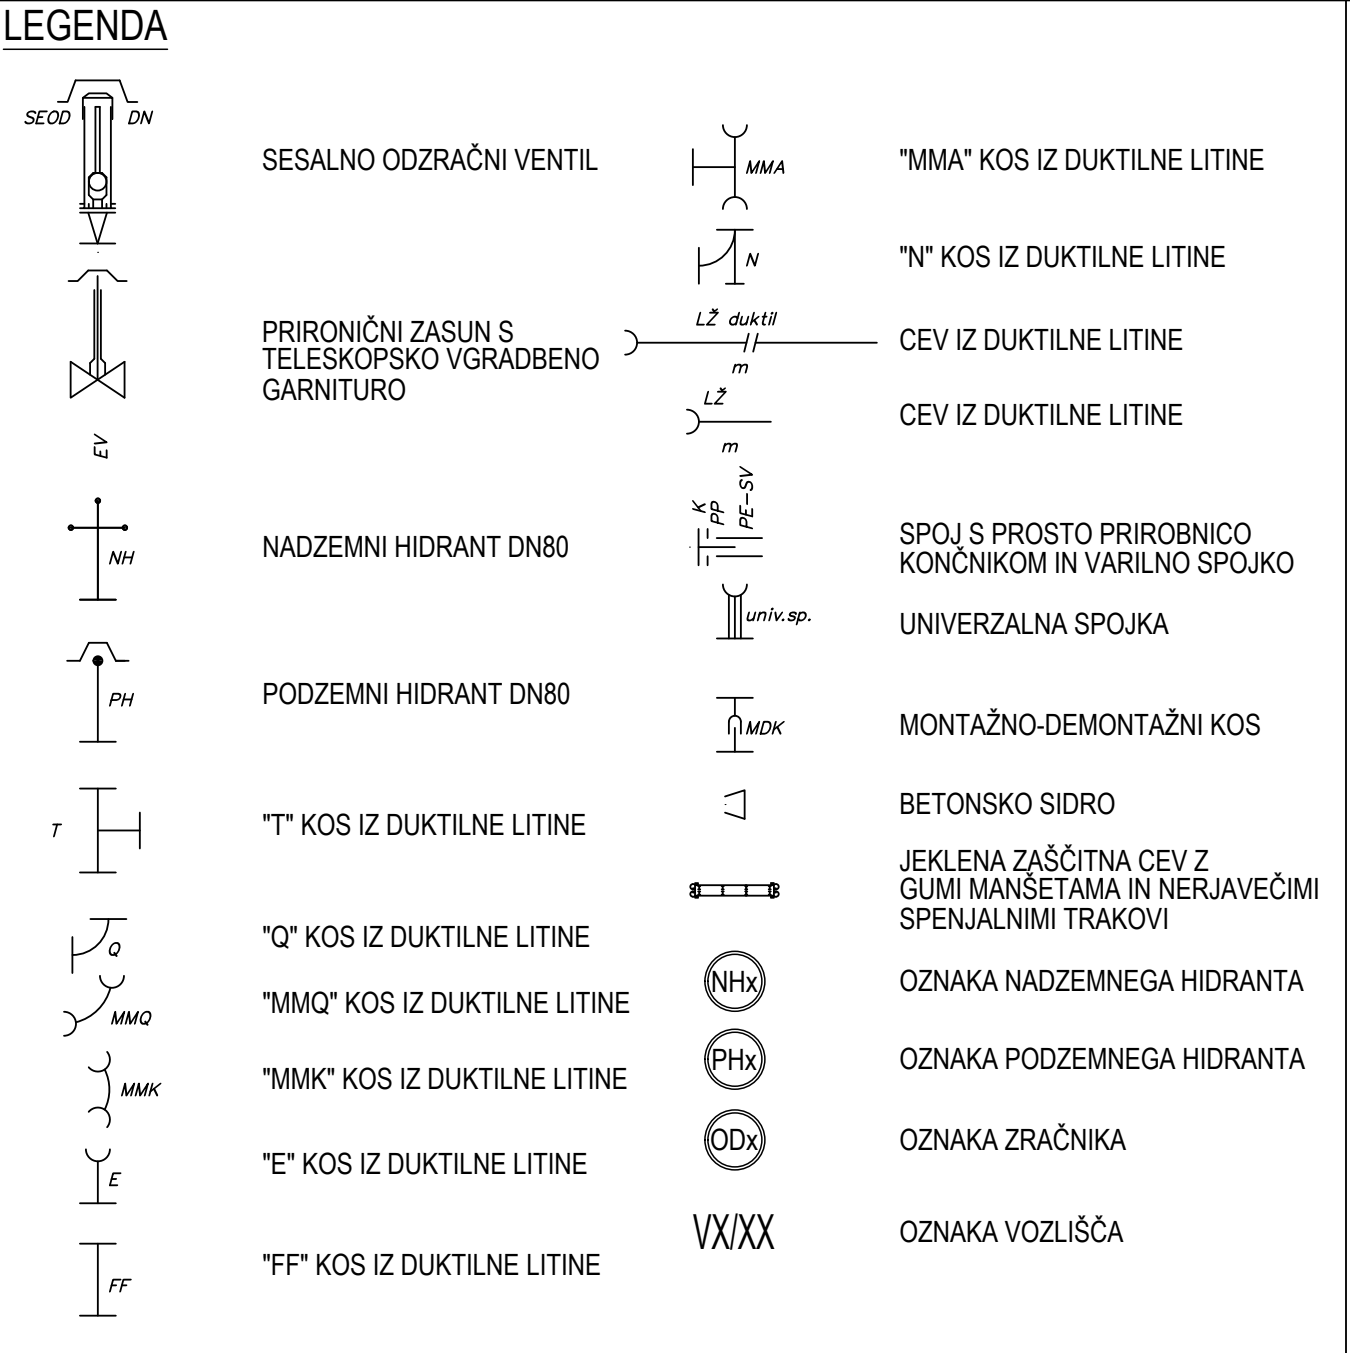 LEGENDA
SEOD DN
SESALNO ODZRAČNI VENTIL
PRIRONIČNI ZASUN S
TELESKOPSKO VGRADBENO
GARNITURO
EV
NH
NADZEMNI HIDRANT DN80
PH
PODZEMNI HIDRANT DN80
T
"T" KOS IZ DUKTILNE LITINE
Q
"Q" KOS IZ DUKTILNE LITINE
MMQ
"MMQ" KOS IZ DUKTILNE LITINE
MMK
"MMK" KOS IZ DUKTILNE LITINE
E
"E" KOS IZ DUKTILNE LITINE
FF
"FF" KOS IZ DUKTILNE LITINE
MMA
"MMA" KOS IZ DUKTILNE LITINE
N
"N" KOS IZ DUKTILNE LITINE
LŽ duktil
m
CEV IZ DUKTILNE LITINE
LŽ
m
CEV IZ DUKTILNE LITINE
K
PP
PE-SV
SPOJ S PROSTO PRIROBNICO
KONČNIKOM IN VARILNO SPOJKO
univ.sp.
UNIVERZALNA SPOJKA
MDK
MONTAŽNO-DEMONTAŽNI KOS
BETONSKO SIDRO
JEKLENA ZAŠČITNA CEV Z
GUMI MANŠETAMA IN NERJAVEČIMI
SPENJALNIMI TRAKOVI
NHx
OZNAKA NADZEMNEGA HIDRANTA
PHx
OZNAKA PODZEMNEGA HIDRANTA
ODx
OZNAKA ZRAČNIKA
VX/XX
OZNAKA VOZLIŠČA